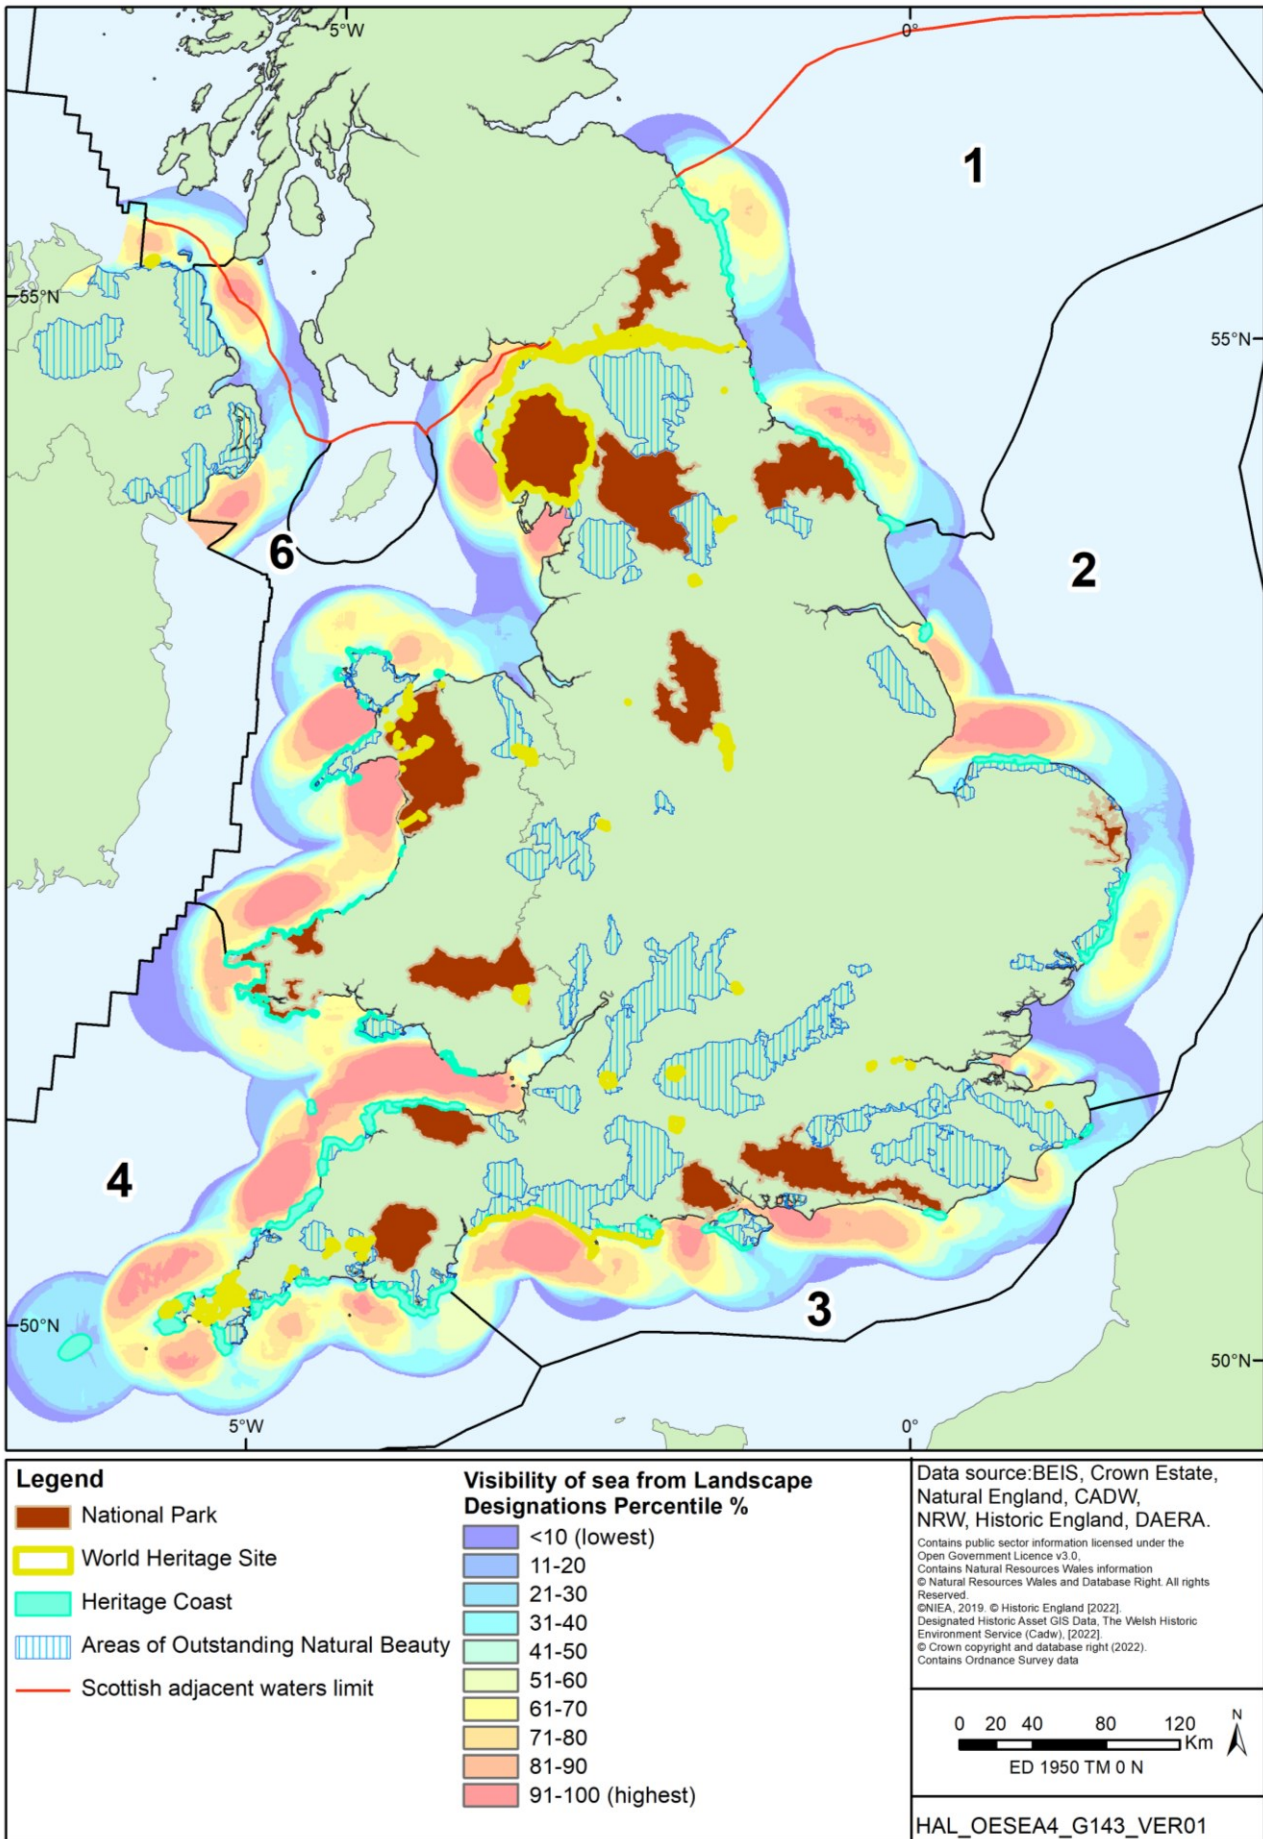 5°W
0°
1
55°N
55°N
6
2
4
3
50°N
50°N
5°W
0°
Legend
National Park
World Heritage Site
Heritage Coast
Areas of Outstanding Natural Beauty
Scottish adjacent waters limit
Visibility of sea from Landscape
Designations Percentile %
<10 (lowest)
11-20
21-30
31-40
41-50
51-60
61-70
71-80
81-90
91-100 (highest)
Data source:BEIS, Crown Estate,
Natural England, CADW,
NRW, Historic England, DAERA.
Contains public sector information licensed under the
Open Government Licence v3.0,
Contains Natural Resources Wales information
© Natural Resources Wales and Database Right. All rights
Reserved.
©NIEA, 2019. © Historic England [2022].
Designated Historic Asset GIS Data, The Welsh Historic
Environment Service (Cadw), [2022].
© Crown copyright and database right (2022).
Contains Ordnance Survey data
0 20 40 80 120
Km
N
ED 1950 TM 0 N
HAL_OESEA4_G143_VER01